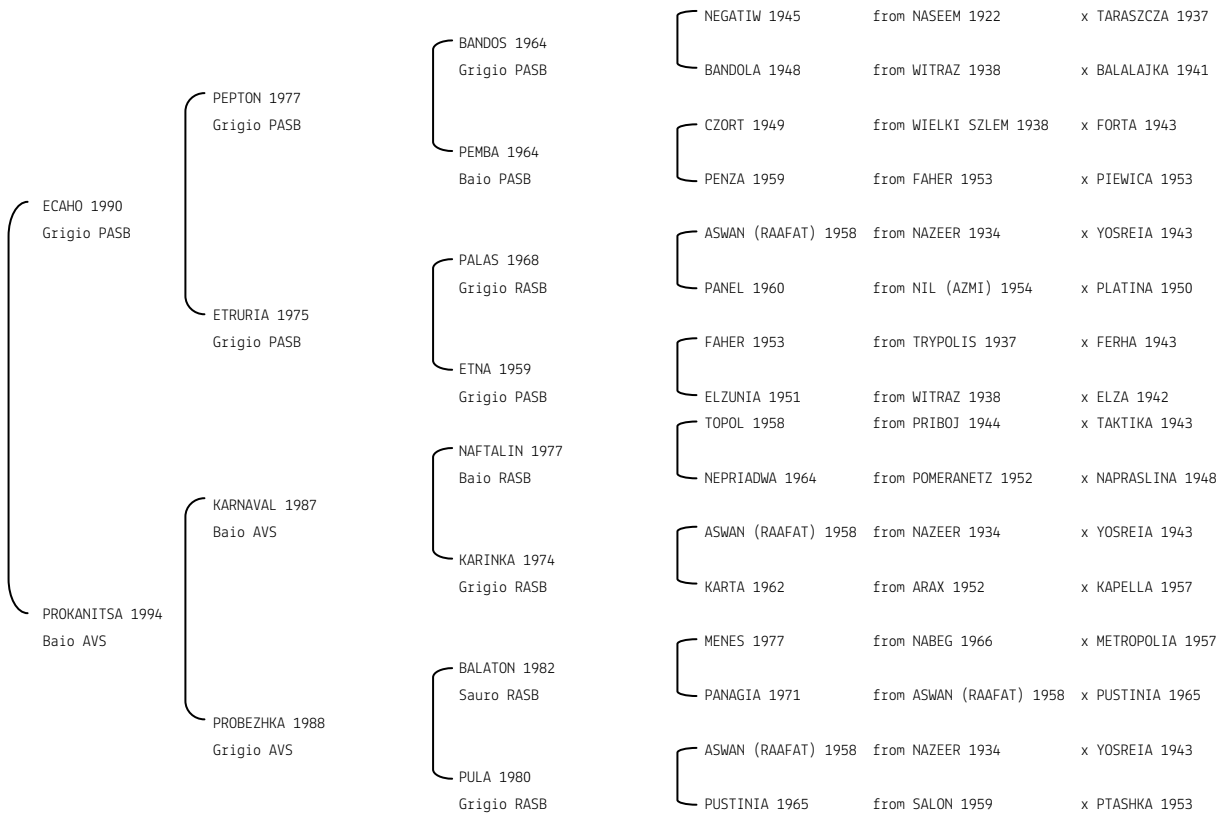 NEGATIW 1945 from NASEEM 1922 x TARASZCZA 1937
BANDOS 1964
Grigio PASB BANDOLA 1948 from WITRAZ 1938 x BALALAJKA 1941
PEPTON 1977
Grigio PASB CZORT 1949 from WIELKI SZLEM 1938 x FORTA 1943
PEMBA 1964
Baio PASB PENZA 1959 from FAHER 1953 x PIEWICA 1953
ECAHO 1990
Grigio PASB ASWAN (RAAFAT) 1958 from NAZEER 1934 x YOSREIA 1943
PALAS 1968
Grigio RASB PANEL 1960 from NIL (AZMI) 1954 x PLATINA 1950
ETRURIA 1975
Grigio PASB FAHER 1953 from TRYPOLIS 1937 x FERHA 1943
ETNA 1959
Grigio PASB ELZUNIA 1951 from WITRAZ 1938 x ELZA 1942
TOPOL 1958 from PRIBOJ 1944 x TAKTIKA 1943
NAFTALIN 1977
Baio RASB NEPRIADWA 1964 from POMERANETZ 1952 x NAPRASLINA 1948
KARNAVAL 1987
Baio AVS ASWAN (RAAFAT) 1958 from NAZEER 1934 x YOSREIA 1943
KARINKA 1974
Grigio RASB KARTA 1962 from ARAX 1952 x KAPELLA 1957
PROKANITSA 1994
Baio AVS MENES 1977 from NABEG 1966 x METROPOLIA 1957
BALATON 1982
Sauro RASB PANAGIA 1971 from ASWAN (RAAFAT) 1958 x PUSTINIA 1965
PROBEZHKA 1988
Grigio AVS ASWAN (RAAFAT) 1958 from NAZEER 1934 x YOSREIA 1943
PULA 1980
Grigio RASB PUSTINIA 1965 from SALON 1959 x PTASHKA 1953